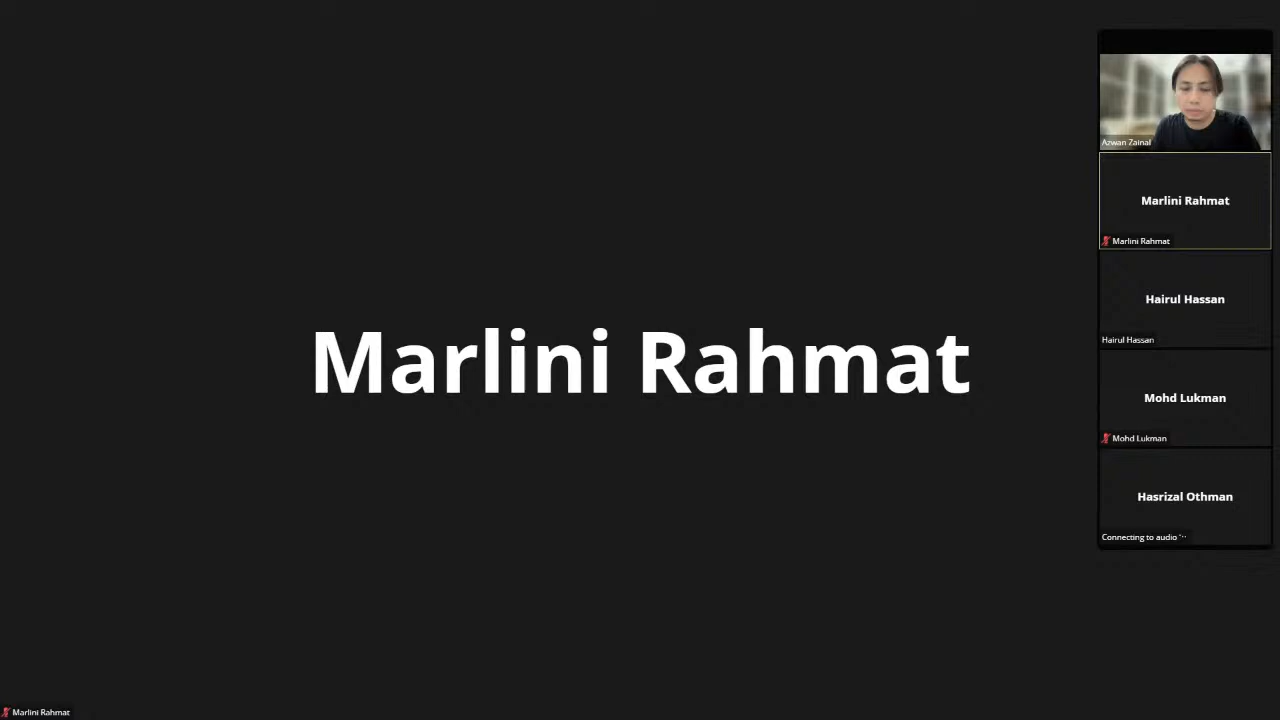 Marlini Rahmat
Azwan Zainal
Marlini Rahmat
Marlini Rahmat
Hairul Hassan
Hairul Hassan
Mohd Lukman
Mohd Lukman
Hasrizal Othman
Connecting to audio ···
Marlini Rahmat